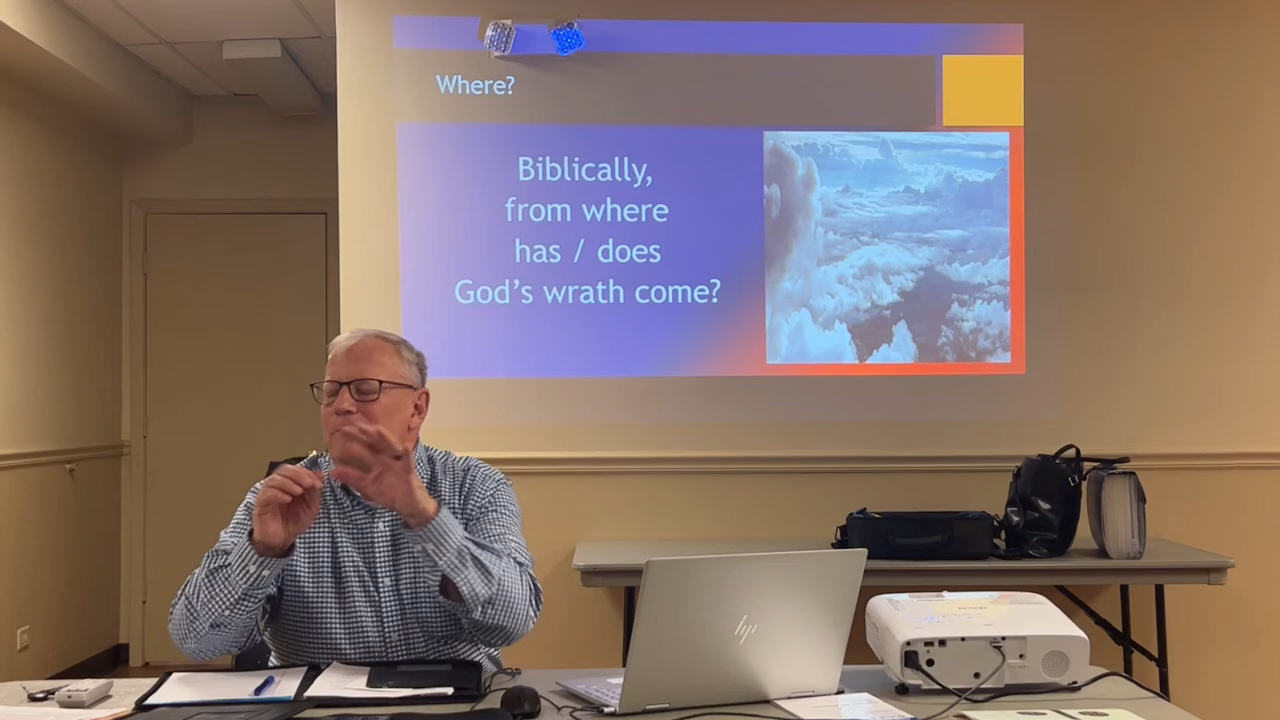 Where?
Biblically,
from where
has / does
God's wrath come?
hp